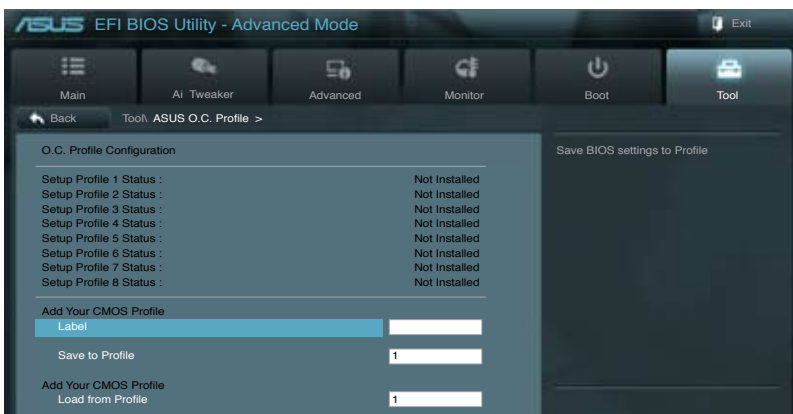 ASUS EFI BIOS Utility - Advanced Mode
Exit
Main
Ai Tweaker
Advanced
Monitor
Boot
Tool
Back
Tool\ ASUS O.C. Profile >
O.C. Profile Configuration
Save BIOS settings to Profile
Setup Profile 1 Status : Not Installed
Setup Profile 2 Status : Not Installed
Setup Profile 3 Status : Not Installed
Setup Profile 4 Status : Not Installed
Setup Profile 5 Status : Not Installed
Setup Profile 6 Status : Not Installed
Setup Profile 7 Status : Not Installed
Setup Profile 8 Status : Not Installed
Add Your CMOS Profile
Label
Save to Profile 1
Add Your CMOS Profile
Load from Profile 1